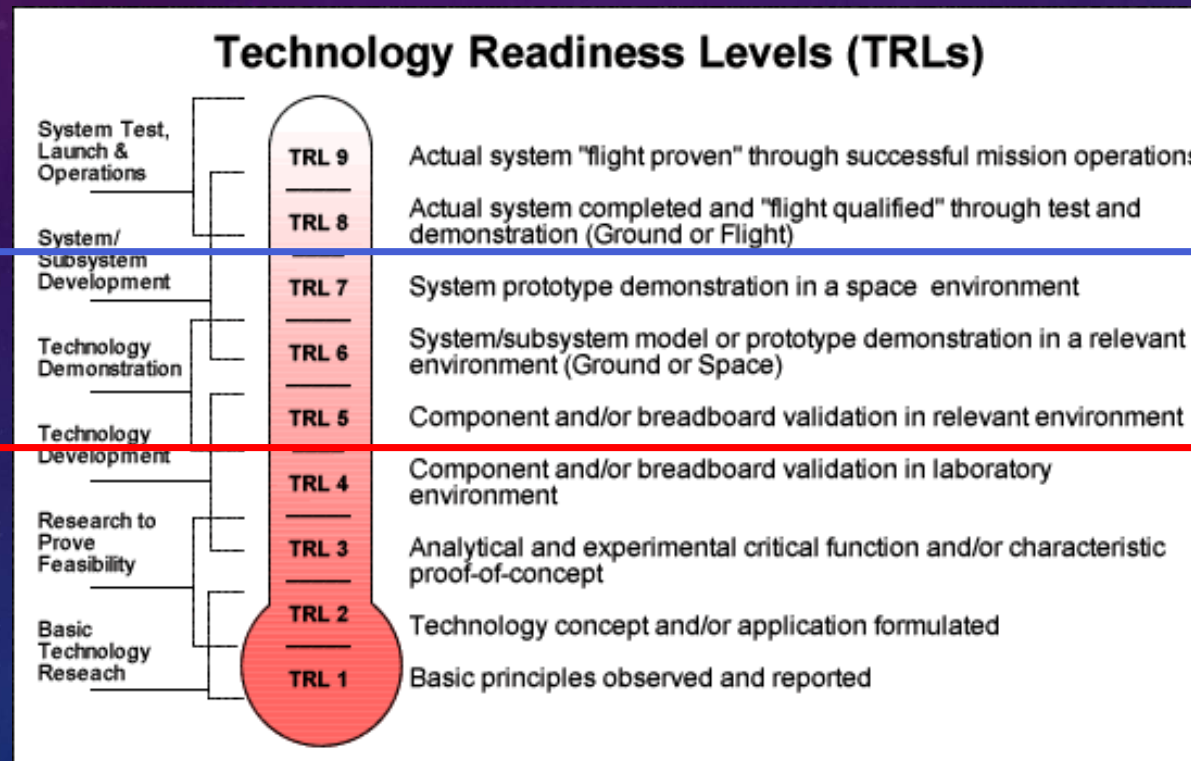 Technology Readiness Levels (TRLs)
System Test,
Launch &
Operations
System/
Subsystem
Development
Technology
Demonstration
Technology
Development
Research to
Prove
Feasibility
Basic
Technology
Reseach
TRL 9
Actual system "flight proven" through successful mission operations
TRL 8
Actual system completed and "flight qualified" through test and
demonstration (Ground or Flight)
TRL 7
System prototype demonstration in a space environment
TRL 6
System/subsystem model or prototype demonstration in a relevant
environment (Ground or Space)
TRL 5
Component and/or breadboard validation in relevant environment
TRL 4
Component and/or breadboard validation in laboratory
environment
TRL 3
Analytical and experimental critical function and/or characteristic
proof-of-concept
TRL 2
Technology concept and/or application formulated
TRL 1
Basic principles observed and reported